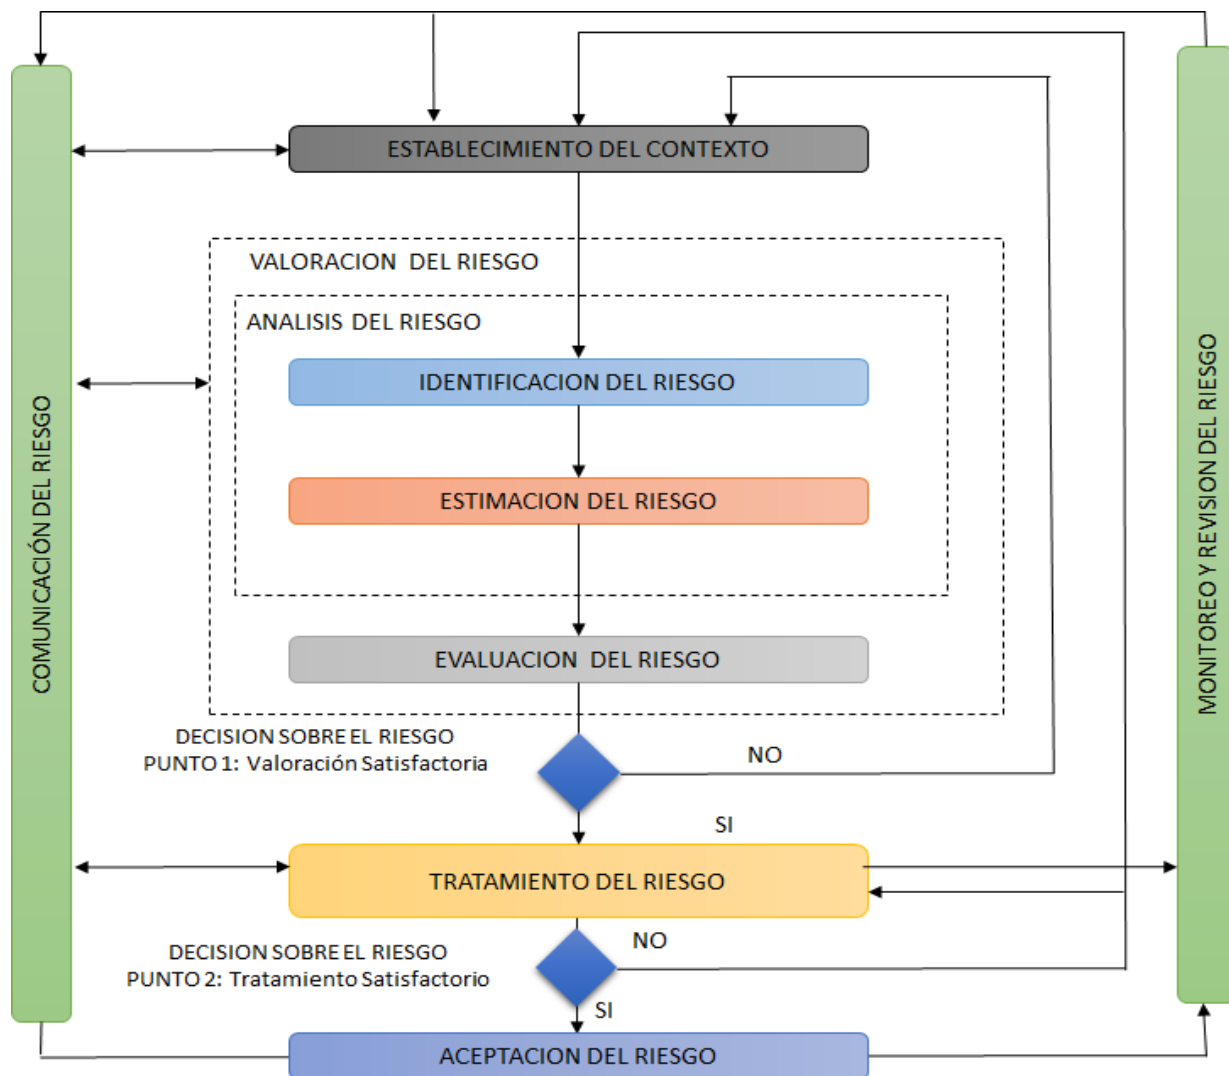 ESTABLECIMIENTO DEL CONTEXTO
VALORACION DEL RIESGO
ANALISIS DEL RIESGO
IDENTIFICACION DEL RIESGO
ESTIMACION DEL RIESGO
EVALUACION DEL RIESGO
DECISION SOBRE EL RIESGO
PUNTO 1: Valoración Satisfactoria
NO
SI
TRATAMIENTO DEL RIESGO
DECISION SOBRE EL RIESGO
PUNTO 2: Tratamiento Satisfactorio
NO
SI
ACEPTACION DEL RIESGO
COMUNICACIÓN DEL RIESGO
MONITOREO Y REVISION DEL RIESGO